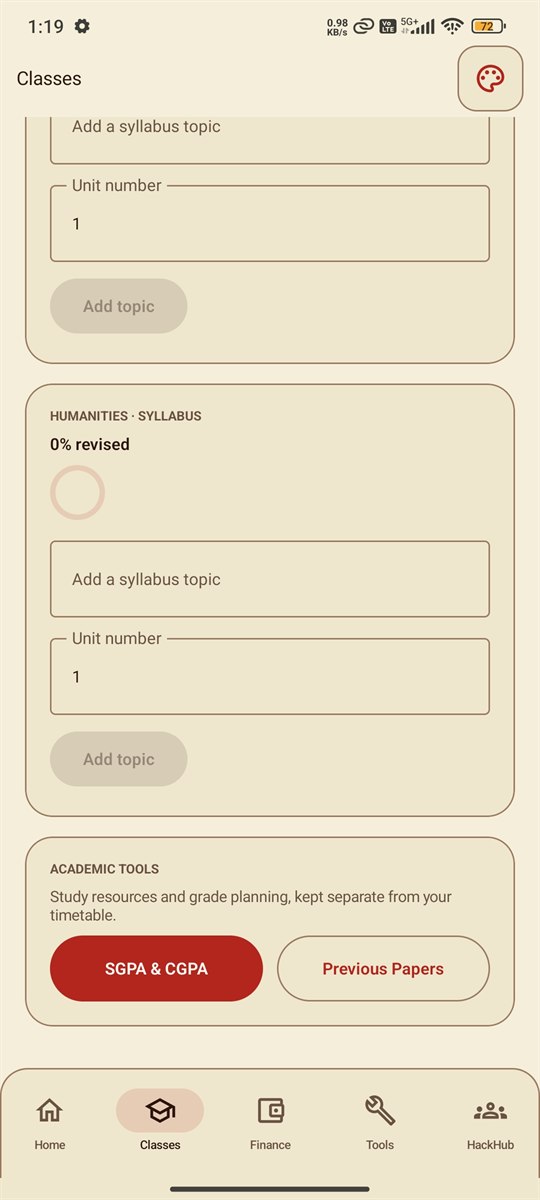 1:19
0.98
KB/s
Vo
LTE
5G+
72
Classes
Add a syllabus topic
Unit number
1
Add topic
HUMANITIES · SYLLABUS
0% revised
Add a syllabus topic
Unit number
1
Add topic
ACADEMIC TOOLS
Study resources and grade planning, kept separate from your
timetable.
SGPA & CGPA
Previous Papers
Home
Classes
Finance
Tools
HackHub